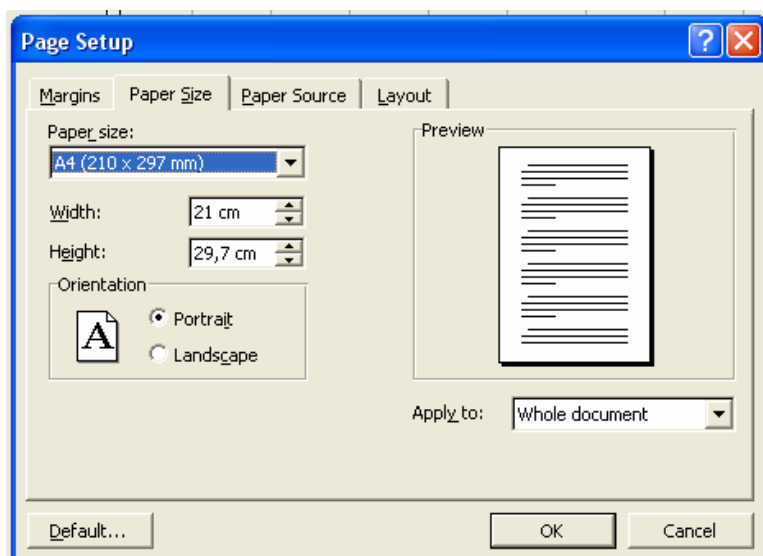 Page Setup
Margins Paper Size Paper Source Layout
Paper size:
A4 (210 x 297 mm)
Width: 21 cm
Height: 29,7 cm
Orientation
A
Portrait
Landscape
Preview
Apply to: Whole document
Default... OK Cancel